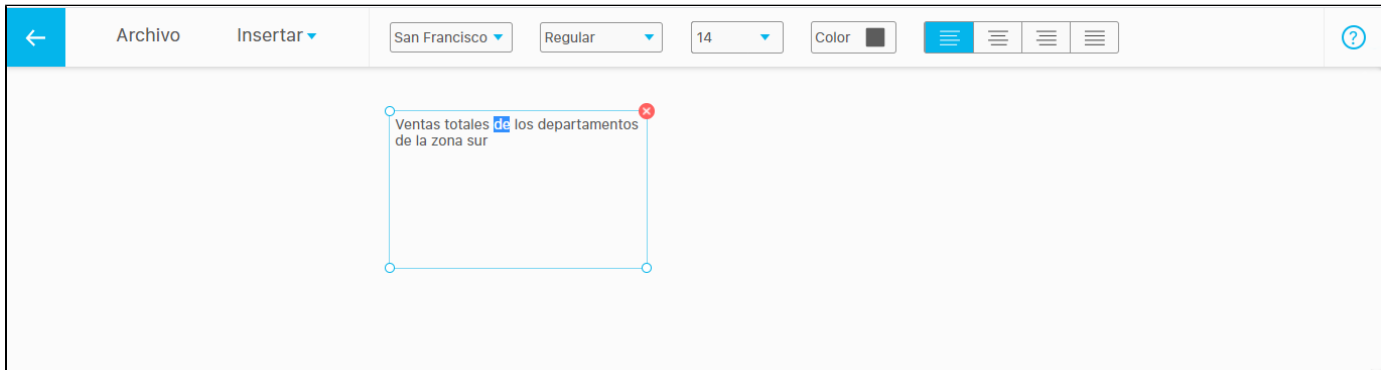 Archivo Insertar San Francisco Regular 14 Color ?
Ventas totales de los departamentos
de la zona sur